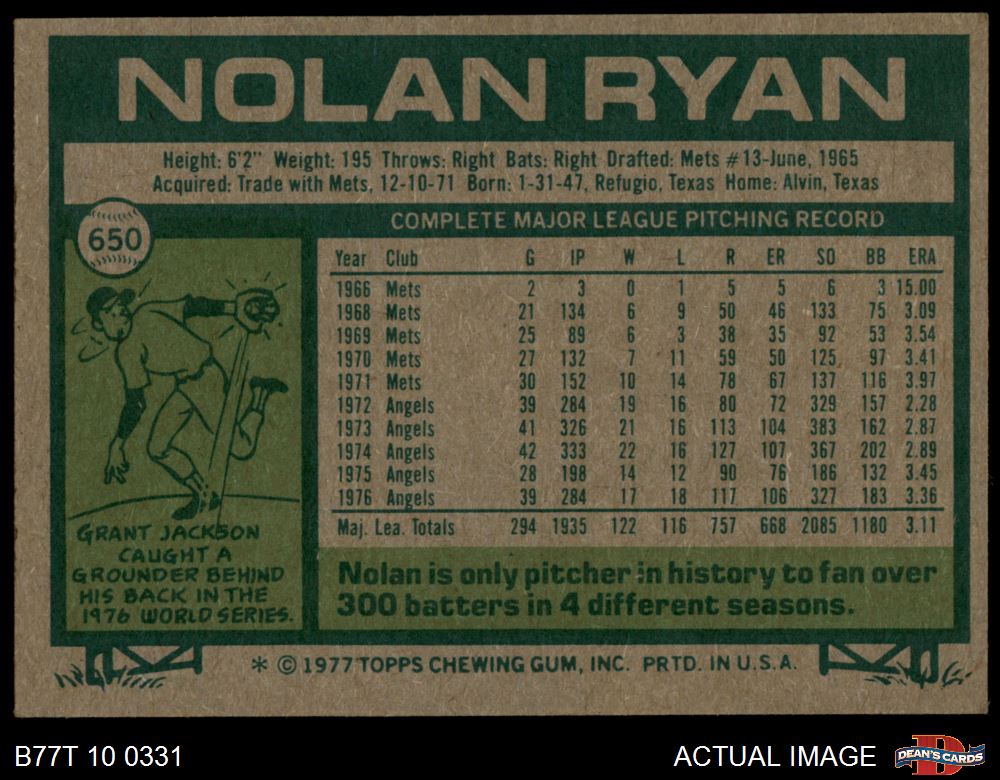 NOLAN RYAN
Height: 6'2" Weight: 195 Throws: Right Bats: Right Drafted: Mets #13-June, 1965
Acquired: Trade with Mets, 12-10-71 Born: 1-31-47, Refugio, Texas Home: Alvin, Texas
650
COMPLETE MAJOR LEAGUE PITCHING RECORD
Year Club G IP W L R ER SO BB ERA
1966 Mets 2 3 0 1 5 5 6 3 15.00
1968 Mets 21 134 6 9 50 46 133 75 3.09
1969 Mets 25 89 6 3 38 35 92 53 3.54
1970 Mets 27 132 7 11 59 50 125 97 3.41
1971 Mets 30 152 10 14 78 67 137 116 3.97
1972 Angels 39 284 19 16 80 72 329 157 2.28
1973 Angels 41 326 21 16 113 104 383 162 2.87
1974 Angels 42 333 22 16 127 107 367 202 2.89
1975 Angels 28 198 14 12 90 76 186 132 3.45
1976 Angels 39 284 17 18 117 106 327 183 3.36
Maj. Lea. Totals 294 1935 122 116 757 668 2085 1180 3.11
GRANT JACKSON
CAUGHT A
GROUNDER BEHIND
HIS BACK IN THE
1976 WORLD SERIES.
Nolan is only pitcher in history to fan over
300 batters in 4 different seasons.
* © 1977 TOPPS CHEWING GUM, INC. PRTD. IN U.S.A.
B77T 10 0331
ACTUAL IMAGE
D
DEAN'S CARDS